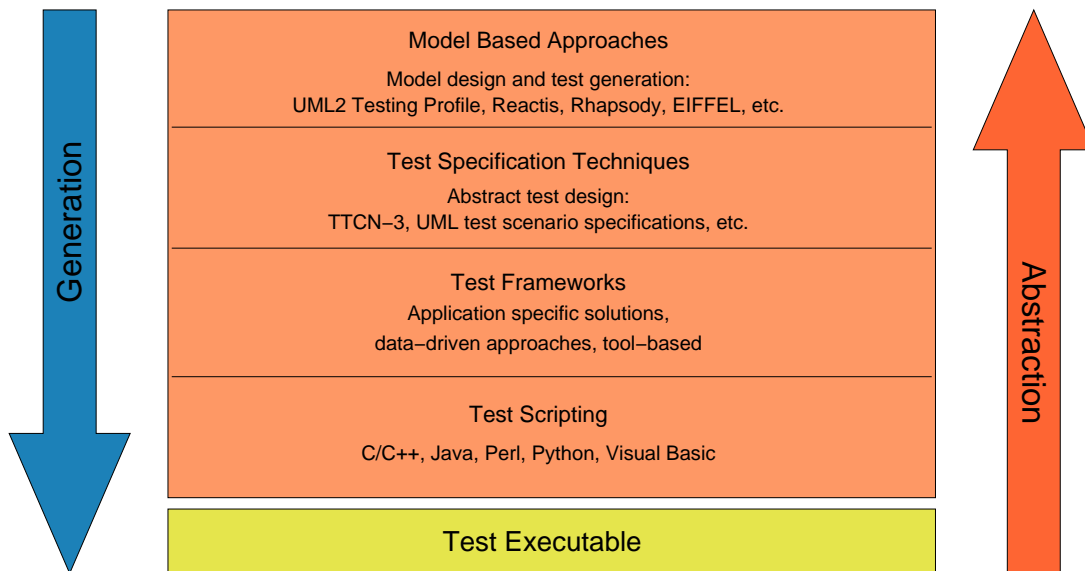 Generation
Model Based Approaches
Model design and test generation:
UML2 Testing Profile, Reactis, Rhapsody, EIFFEL, etc.
Test Specification Techniques
Abstract test design:
TTCN−3, UML test scenario specifications, etc.
Test Frameworks
Application specific solutions,
data−driven approaches, tool−based
Test Scripting
C/C++, Java, Perl, Python, Visual Basic
Test Executable
Abstraction